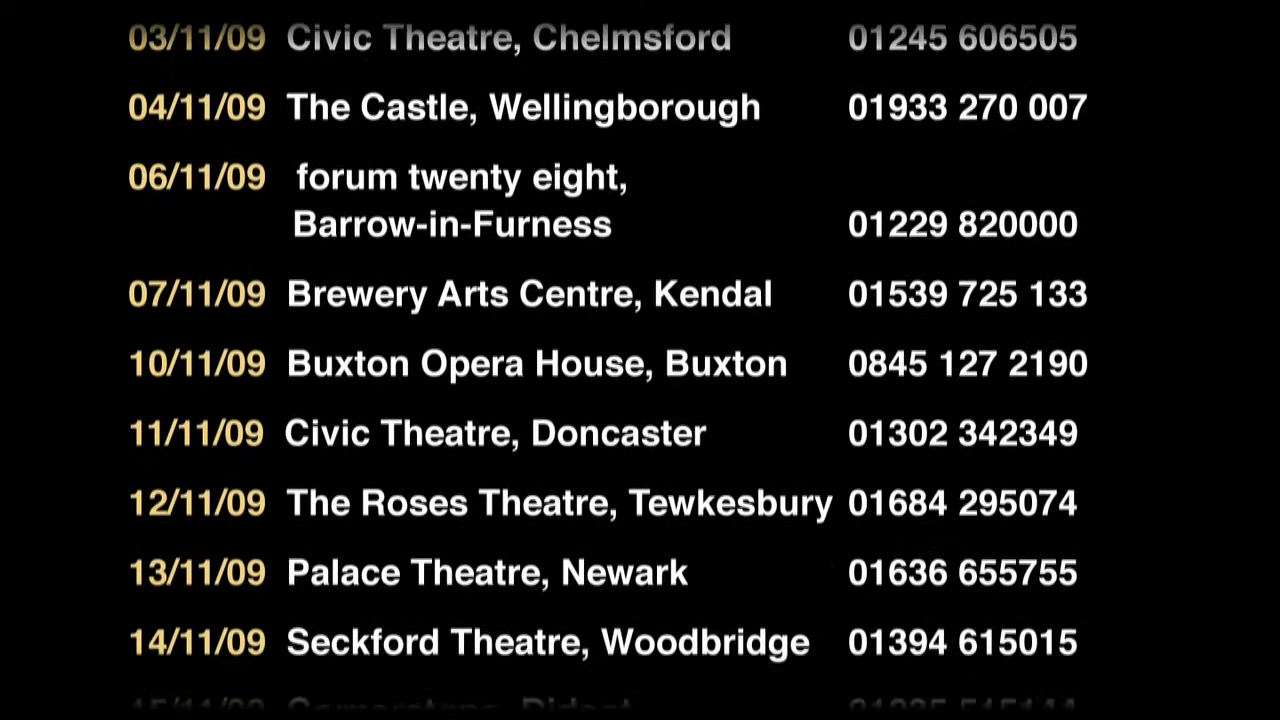 03/11/09 Civic Theatre, Chelmsford 01245 606505
04/11/09 The Castle, Wellingborough 01933 270 007
06/11/09 forum twenty eight,
Barrow-in-Furness 01229 820000
07/11/09 Brewery Arts Centre, Kendal 01539 725 133
10/11/09 Buxton Opera House, Buxton 0845 127 2190
11/11/09 Civic Theatre, Doncaster 01302 342349
12/11/09 The Roses Theatre, Tewkesbury 01684 295074
13/11/09 Palace Theatre, Newark 01636 655755
14/11/09 Seckford Theatre, Woodbridge 01394 615015